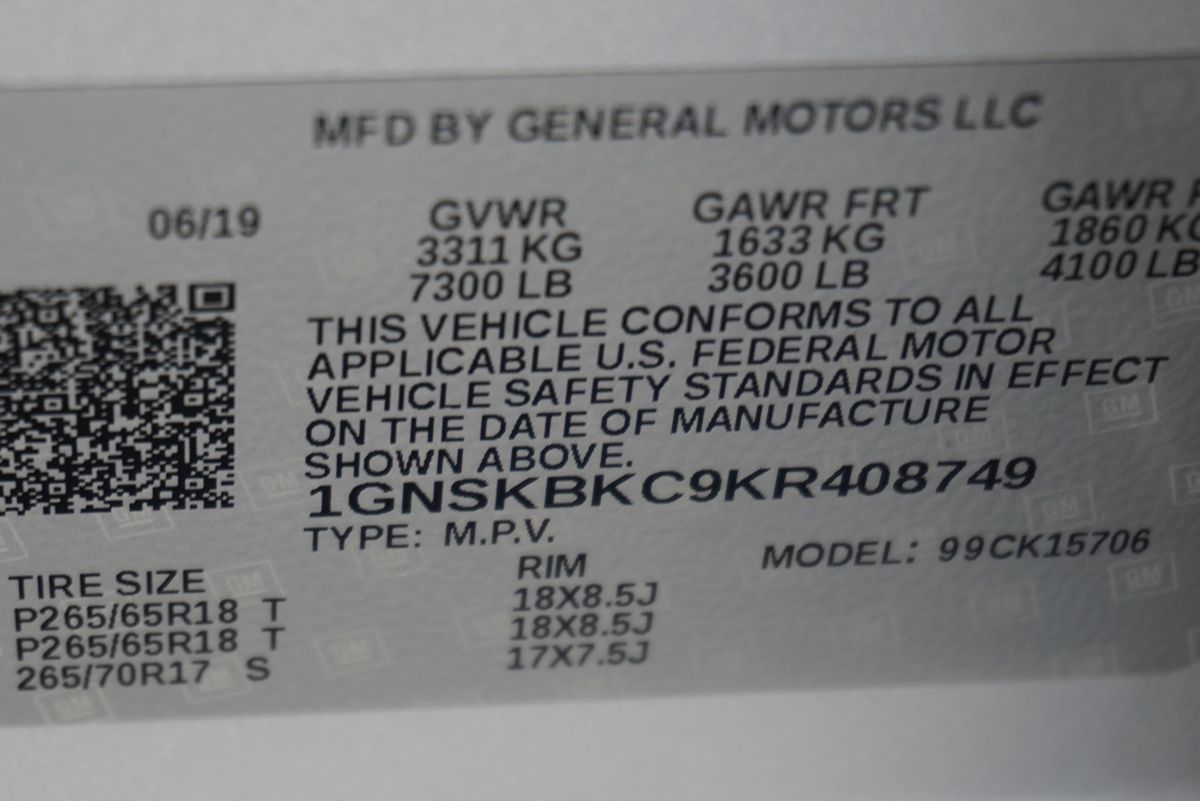 MFD BY GENERAL MOTORS LLC
06/19 GVWR GAWR FRT GAWR
3311 KG 1633 KG 1860 KG
7300 LB 3600 LB 4100 LB
THIS VEHICLE CONFORMS TO ALL
APPLICABLE U.S. FEDERAL MOTOR
VEHICLE SAFETY STANDARDS IN EFFECT
ON THE DATE OF MANUFACTURE
SHOWN ABOVE.
1GNSKBKC9KR408749
TYPE: M.P.V. MODEL: 99CK15706
TIRE SIZE RIM
P265/65R18 T 18X8.5J
P265/65R18 T 18X8.5J
265/70R17 S 17X7.5J